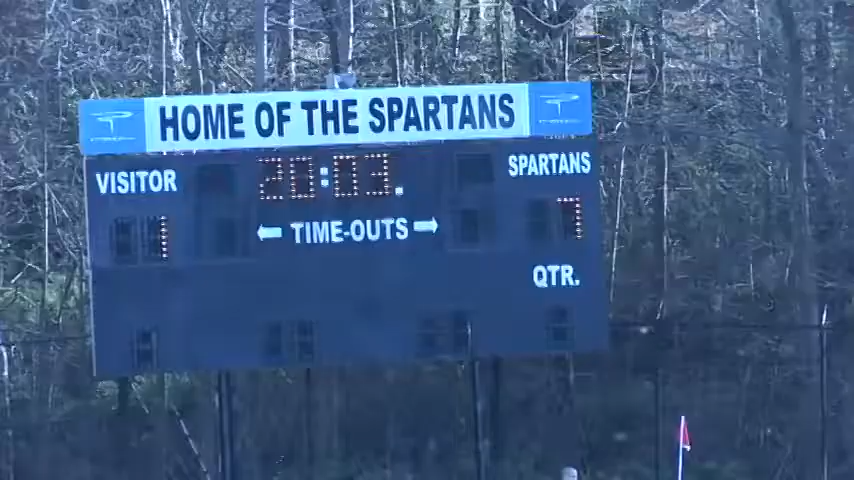 HOME OF THE SPARTANS
VISITOR 20:03 SPARTANS
1 TIME-OUTS 7
QTR.